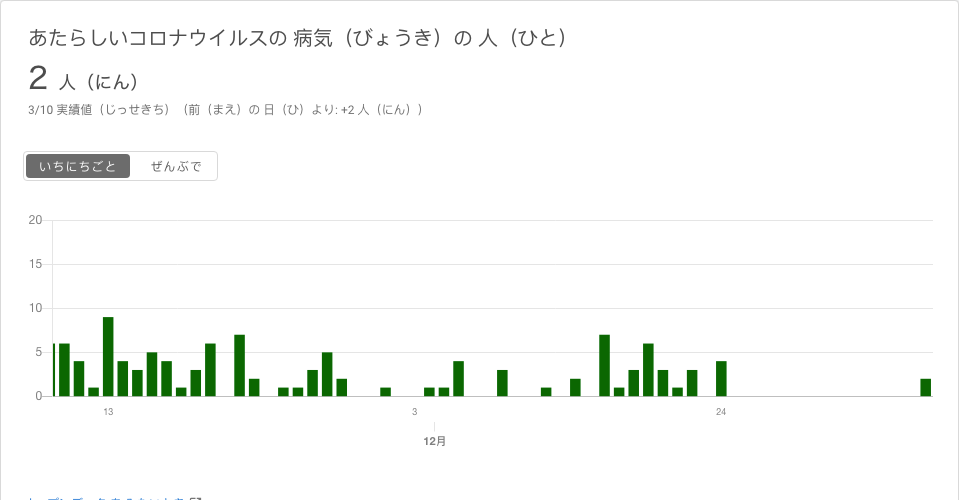 あたらしいコロナウイルスの 病気（びょうき）の 人（ひと）
2 人（にん）
3/10 実績値（じっせきち）（前（まえ）の 日（ひ）より: +2 人（にん））
いちにちごと ぜんぶで
20
15
10
5
0
13 3 24
12月